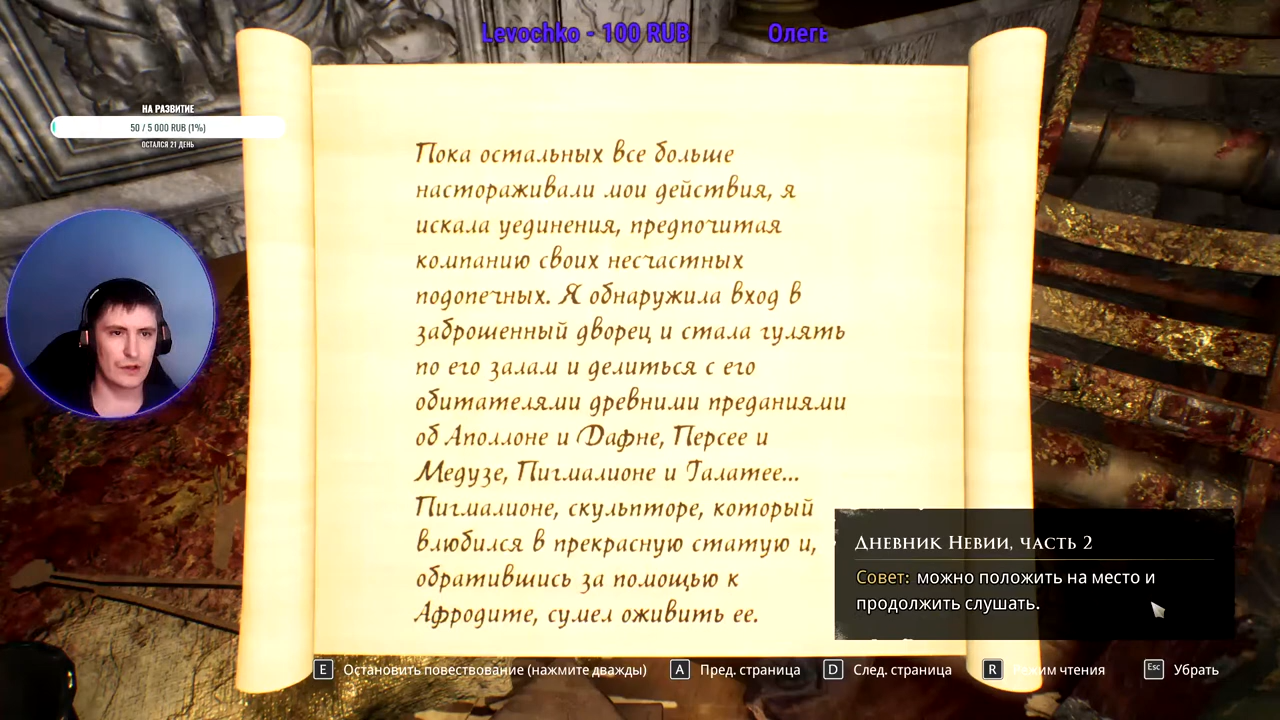 Levochko - 100 RUB
Олегь
НА РАЗВИТИЕ
50 / 5 000 RUB (1%)
ОСТАЛСЯ 21 ДЕНЬ
Пока остальных все больше
настораживали мои действия, я
искала уединения, предпочитая
компанию своих несчастных
подопечных. Я обнаружила вход в
заброшенный дворец и стала гулять
по его залам и делиться с его
обитателями древними преданиями
об Аполлоне и Дафне, Персее и
Медузе, Пигмалионе и Галатее...
Пигмалионе, скульпторе, который
влюбился в прекрасную статую и,
обратившись за помощью к
Афродите, сумел оживить ее.
Дневник Невии, часть 2
Совет: можно положить на место и
продолжить слушать.
E Остановить повествование (нажмите дважды) A Пред. страница D След. страница R Режим чтения Esc Убрать